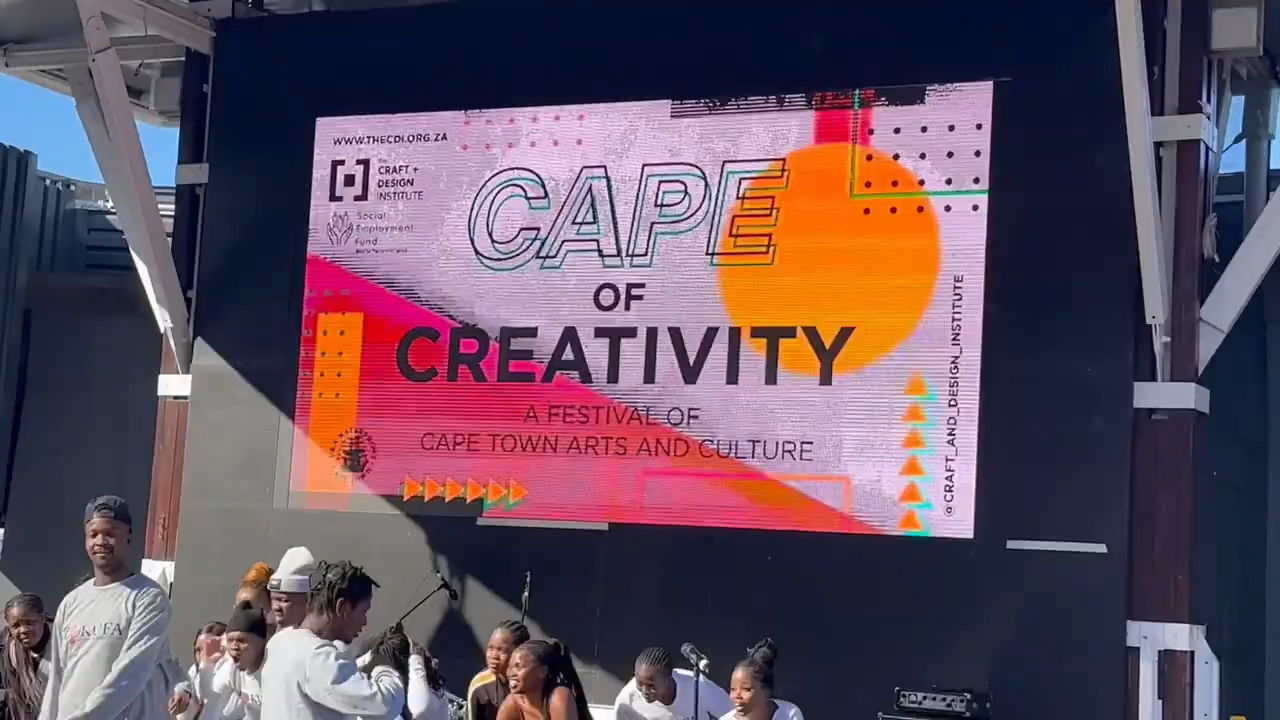 WWW.THECDI.ORG.ZA
CRAFT +
DESIGN
INSTITUTE
Social
Employment
Fund
CAPE
OF
CREATIVITY
A FESTIVAL OF
CAPE TOWN ARTS AND CULTURE
@CRAFT_AND_DESIGN_INSTITUTE